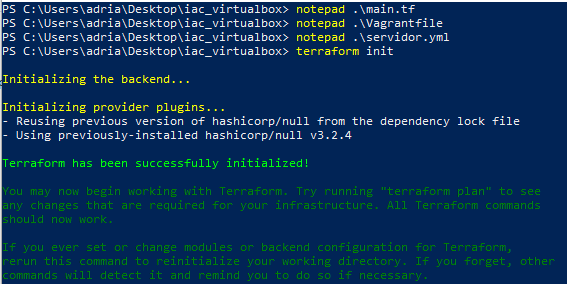 PS C:\Users\adria\Desktop\iac_virtualbox> notepad .\main.tf
PS C:\Users\adria\Desktop\iac_virtualbox> notepad .\Vagrantfile
PS C:\Users\adria\Desktop\iac_virtualbox> notepad .\servidor.yml
PS C:\Users\adria\Desktop\iac_virtualbox> terraform init
Initializing the backend...
Initializing provider plugins...
- Reusing previous version of hashicorp/null from the dependency lock file
- Using previously-installed hashicorp/null v3.2.4
Terraform has been successfully initialized!
You may now begin working with Terraform. Try running "terraform plan" to see
any changes that are required for your infrastructure. All Terraform commands
should now work.
If you ever set or change modules or backend configuration for Terraform,
rerun this command to reinitialize your working directory. If you forget, other
commands will detect it and remind you to do so if necessary.